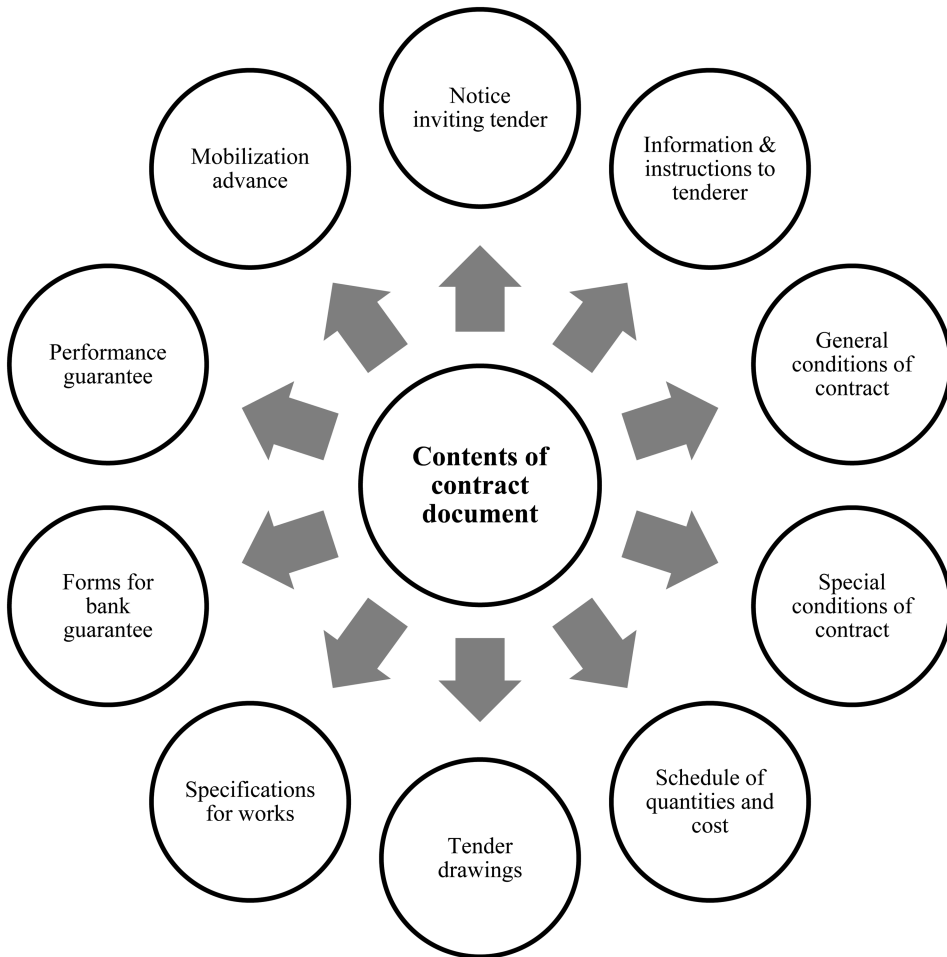 Notice
inviting tender
Information &
instructions to
tenderer
General
conditions of
contract
Special
conditions of
contract
Schedule of
quantities and
cost
Tender
drawings
Specifications
for works
Forms for
bank
guarantee
Performance
guarantee
Mobilization
advance
Contents of
contract
document